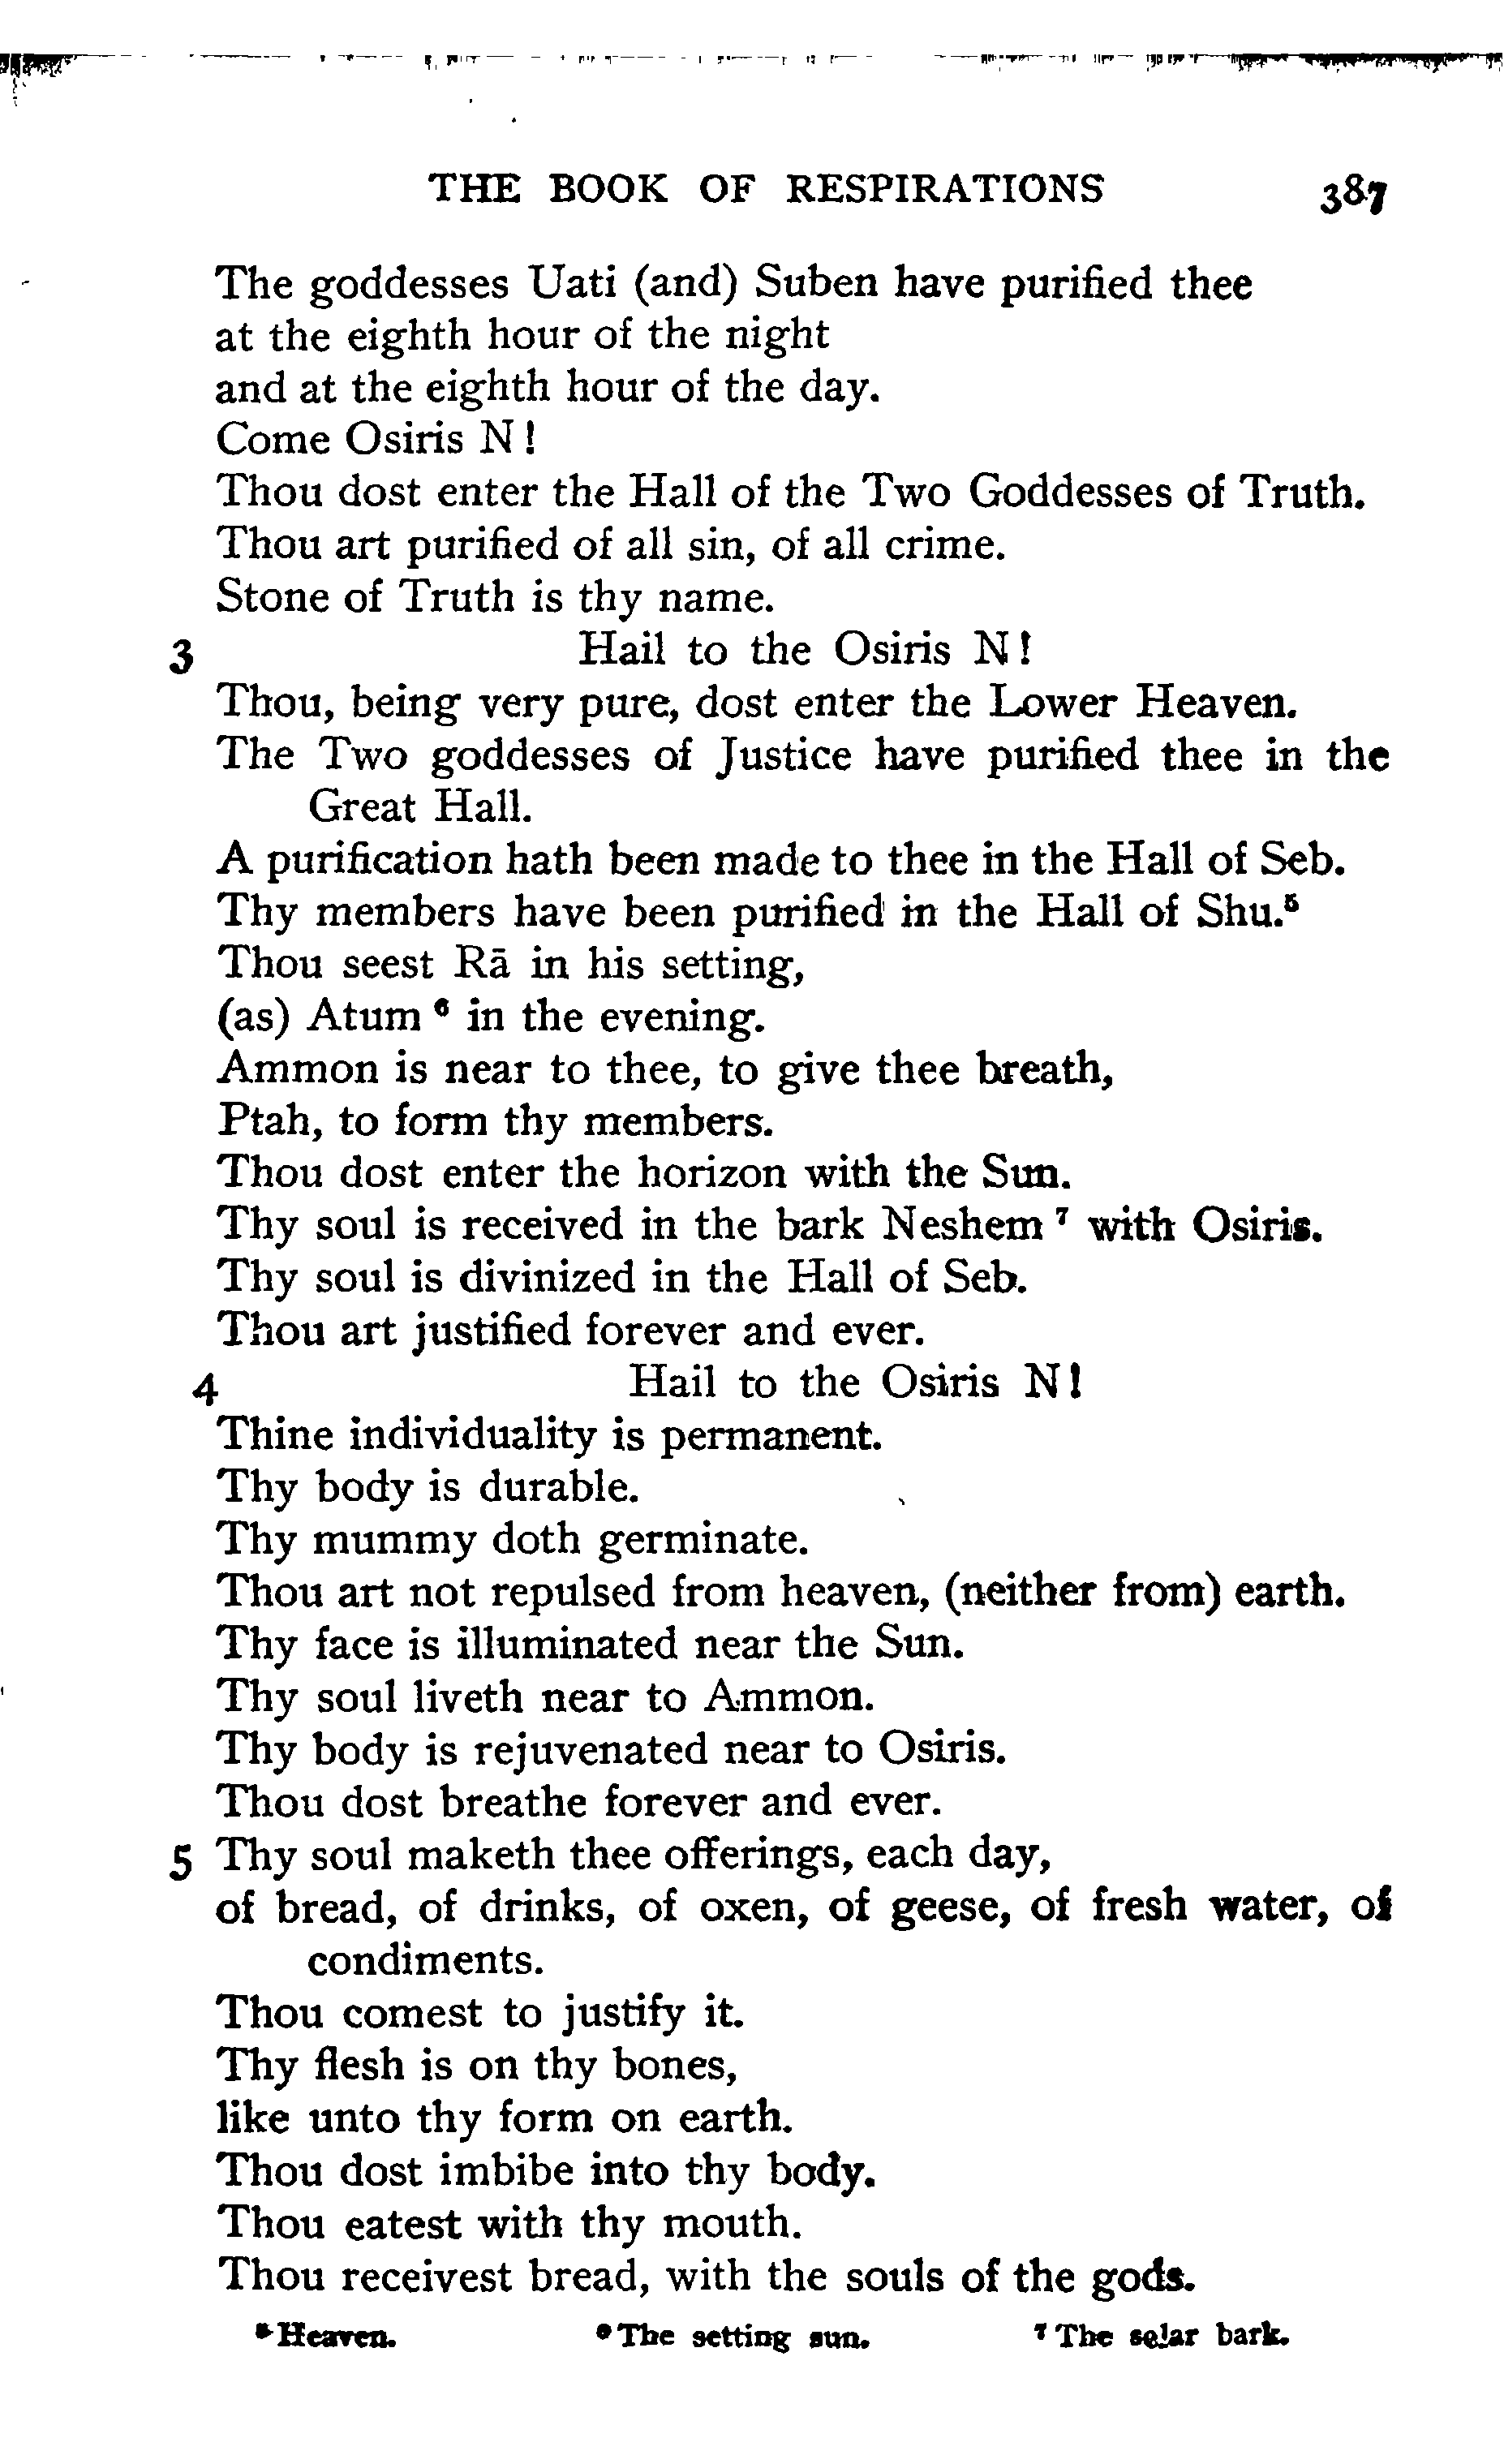 THE BOOK OF RESPIRATIONS 387
The goddesses Uati (and) Suben have purified thee
at the eighth hour of the night
and at the eighth hour of the day.
Come Osiris N!
Thou dost enter the Hall of the Two Goddesses of Truth.
Thou art purified of all sin, of all crime.
Stone of Truth is thy name.
3 Hail to the Osiris N!
Thou, being very pure, dost enter the Lower Heaven.
The Two goddesses of Justice have purified thee in the
Great Hall.
A purification hath been made to thee in the Hall of Seb.
Thy members have been purified in the Hall of Shu.⁵
Thou seest Rā in his setting,
(as) Atum ⁶ in the evening.
Ammon is near to thee, to give thee breath,
Ptah, to form thy members.
Thou dost enter the horizon with the Sun.
Thy soul is received in the bark Neshem ⁷ with Osiris.
Thy soul is divinized in the Hall of Seb.
Thou art justified forever and ever.
4 Hail to the Osiris N!
Thine individuality is permanent.
Thy body is durable.
Thy mummy doth germinate.
Thou art not repulsed from heaven, (neither from) earth.
Thy face is illuminated near the Sun.
Thy soul liveth near to Ammon.
Thy body is rejuvenated near to Osiris.
Thou dost breathe forever and ever.
5 Thy soul maketh thee offerings, each day,
of bread, of drinks, of oxen, of geese, of fresh water, of
condiments.
Thou comest to justify it.
Thy flesh is on thy bones,
like unto thy form on earth.
Thou dost imbibe into thy body.
Thou eatest with thy mouth.
Thou receivest bread, with the souls of the gods.
⁵ Heaven. ⁶ The setting sun. ⁷ The solar bark.